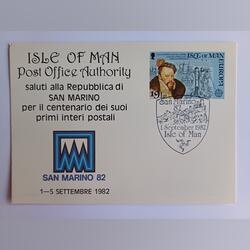 ISLE OF MAN
Post Office Authority
saluti alla Repubblica di
SAN MARINO
per il centenario dei suoi
primi interi postali
SAN MARINO 82
1—5 SETTEMBRE 1982
19
ISLE OF MAN
EUROPA
San Marino
1 September 1982
Isle of Man